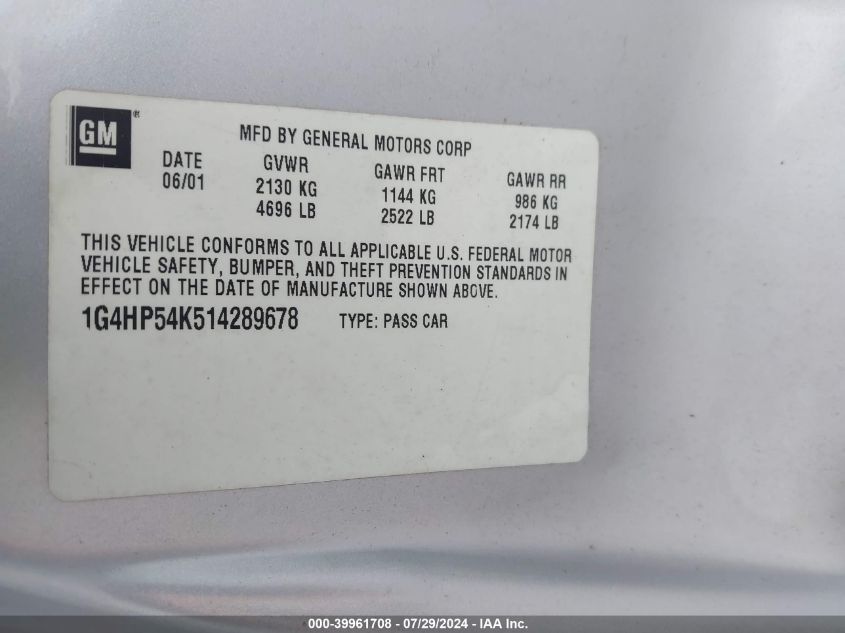 GM®
MFD BY GENERAL MOTORS CORP
DATE GVWR GAWR FRT GAWR RR
06/01 2130 KG 1144 KG 986 KG
4696 LB 2522 LB 2174 LB
THIS VEHICLE CONFORMS TO ALL APPLICABLE U.S. FEDERAL MOTOR
VEHICLE SAFETY, BUMPER, AND THEFT PREVENTION STANDARDS IN
EFFECT ON THE DATE OF MANUFACTURE SHOWN ABOVE.
1G4HP54K514289678 TYPE: PASS CAR
000-39961708 / 07/29/2024 - IAA Inc.